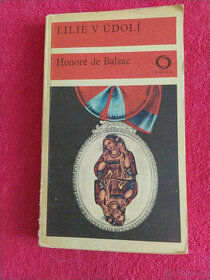 LILIE V ÚDOLÍ
Honoré de Balzac